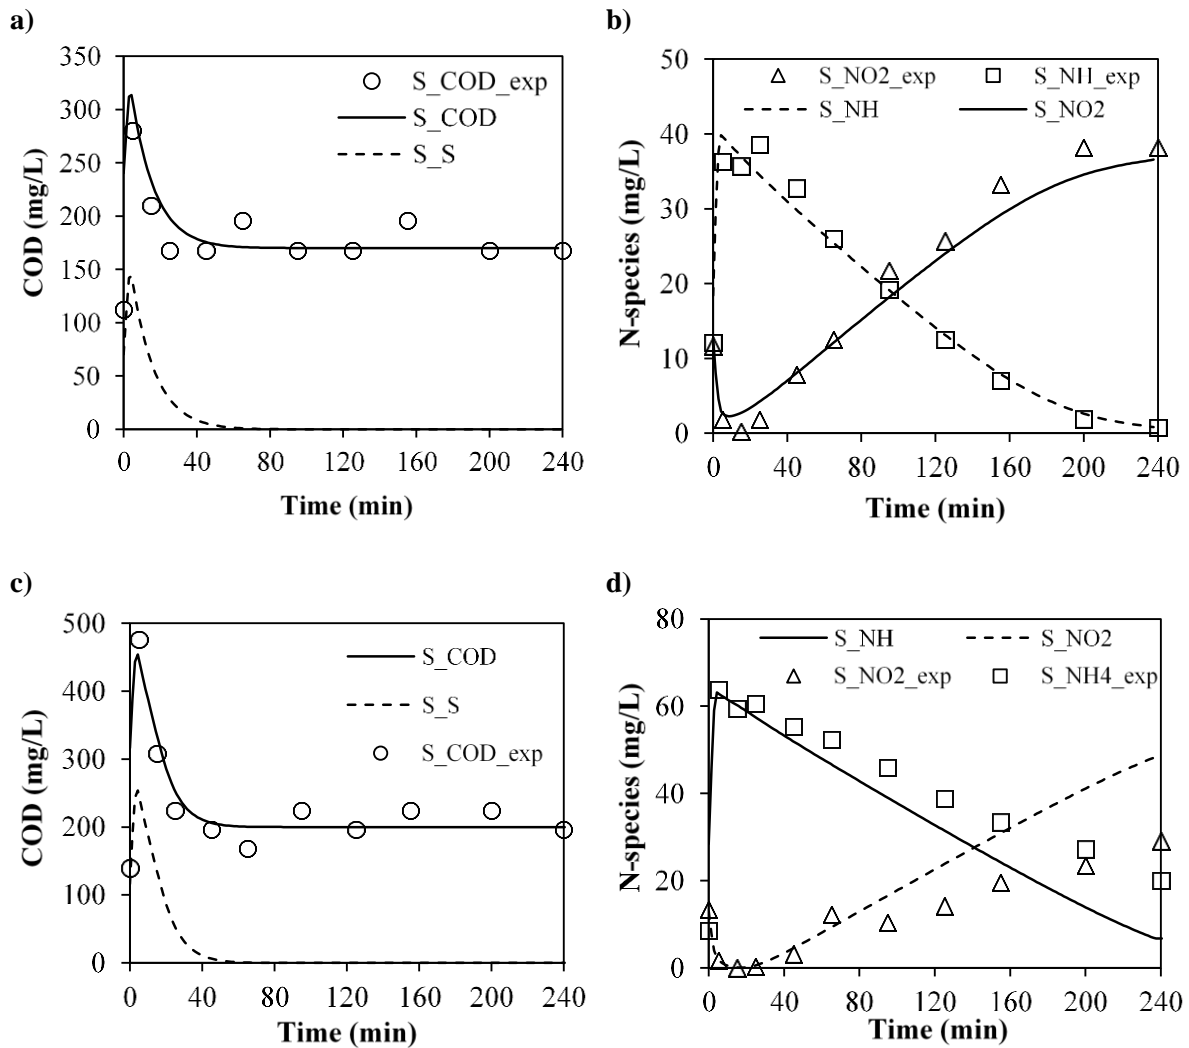 a)
350
300
250
200
150
100
50
0
COD (mg/L)
S_COD_exp
S_COD
S_S
0 40 80 120 160 200 240
Time (min)
b)
50
40
30
20
10
0
N-species (mg/L)
S_NO2_exp S_NH_exp
S_NH S_NO2
0 40 80 120 160 200 240
Time (min)
c)
500
400
300
200
100
0
COD (mg/L)
S_COD
S_S
S_COD_exp
0 40 80 120 160 200 240
Time (min)
d)
80
60
40
20
0
N-species (mg/L)
S_NH S_NO2
S_NO2_exp S_NH4_exp
0 40 80 120 160 200 240
Time (min)